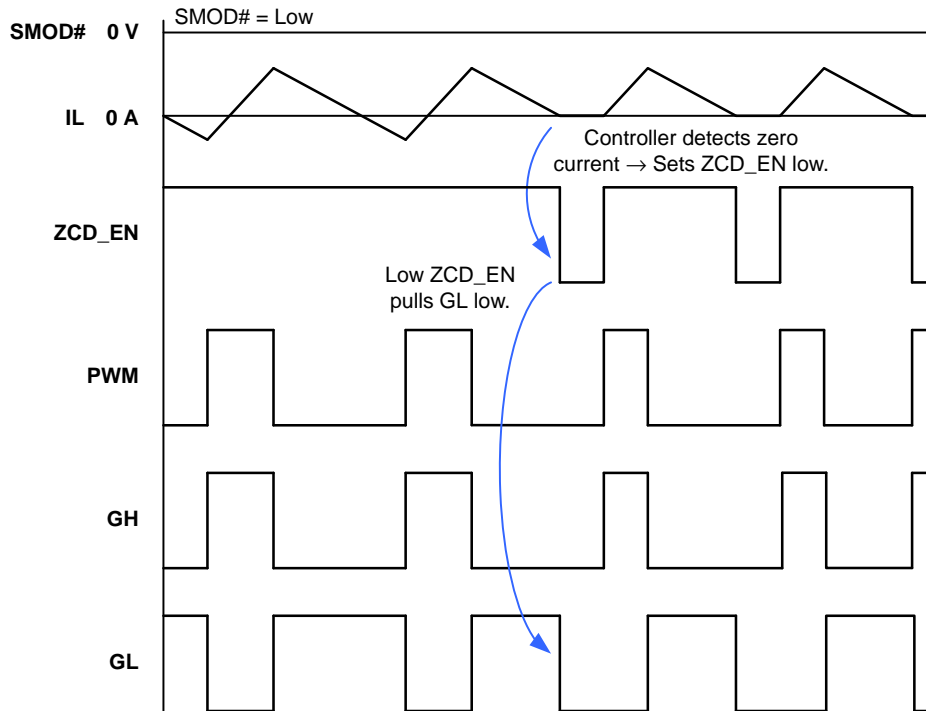 SMOD# = Low
SMOD# 0 V
IL 0 A
Controller detects zero
current → Sets ZCD_EN low.
ZCD_EN
Low ZCD_EN
pulls GL low.
PWM
GH
GL